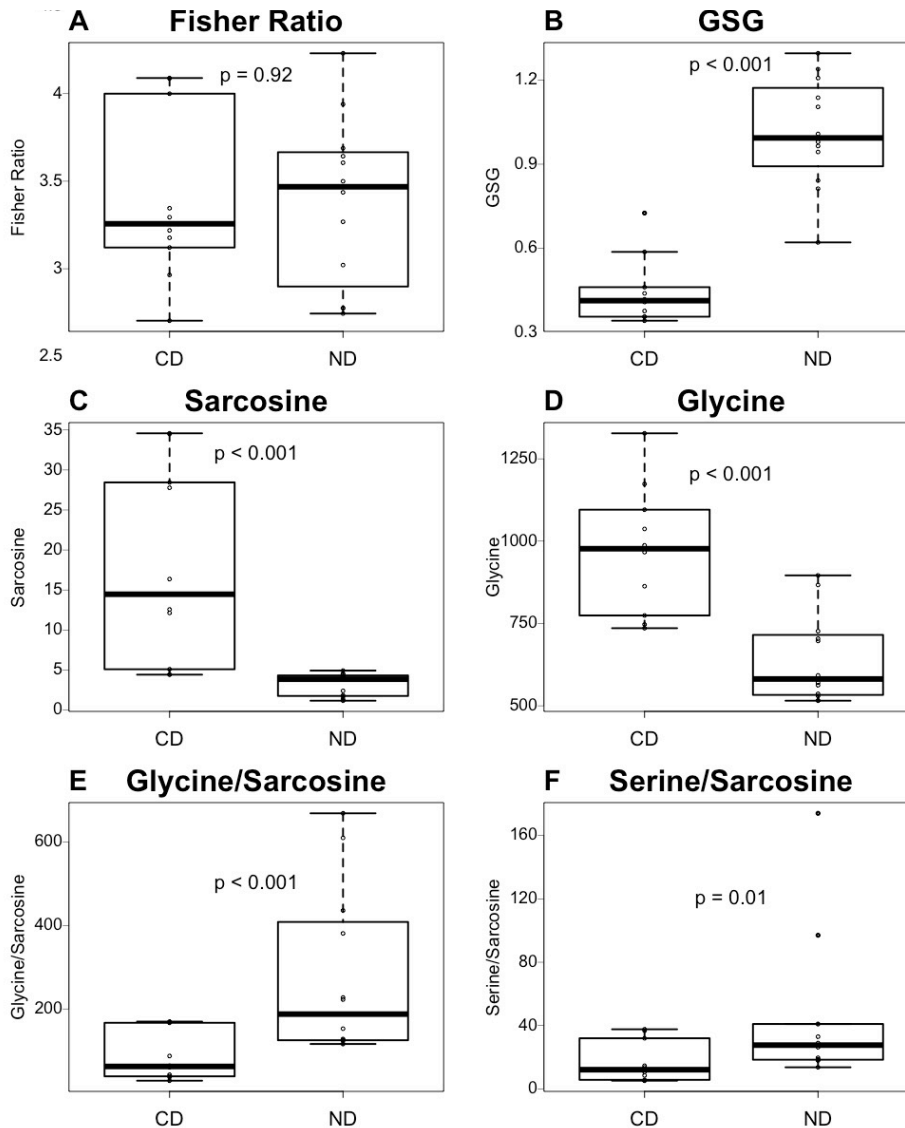 A Fisher Ratio
p = 0.92
4
3.5
3
2.5
Fisher Ratio
CD ND
B GSG
p < 0.001
1.2
0.9
0.6
0.3
GSG
CD ND
C Sarcosine
p < 0.001
35
30
25
20
15
10
5
0
Sarcosine
CD ND
D Glycine
p < 0.001
1250
1000
750
500
Glycine
CD ND
E Glycine/Sarcosine
p < 0.001
600
400
200
Glycine/Sarcosine
CD ND
F Serine/Sarcosine
p = 0.01
160
120
80
40
0
Serine/Sarcosine
CD ND